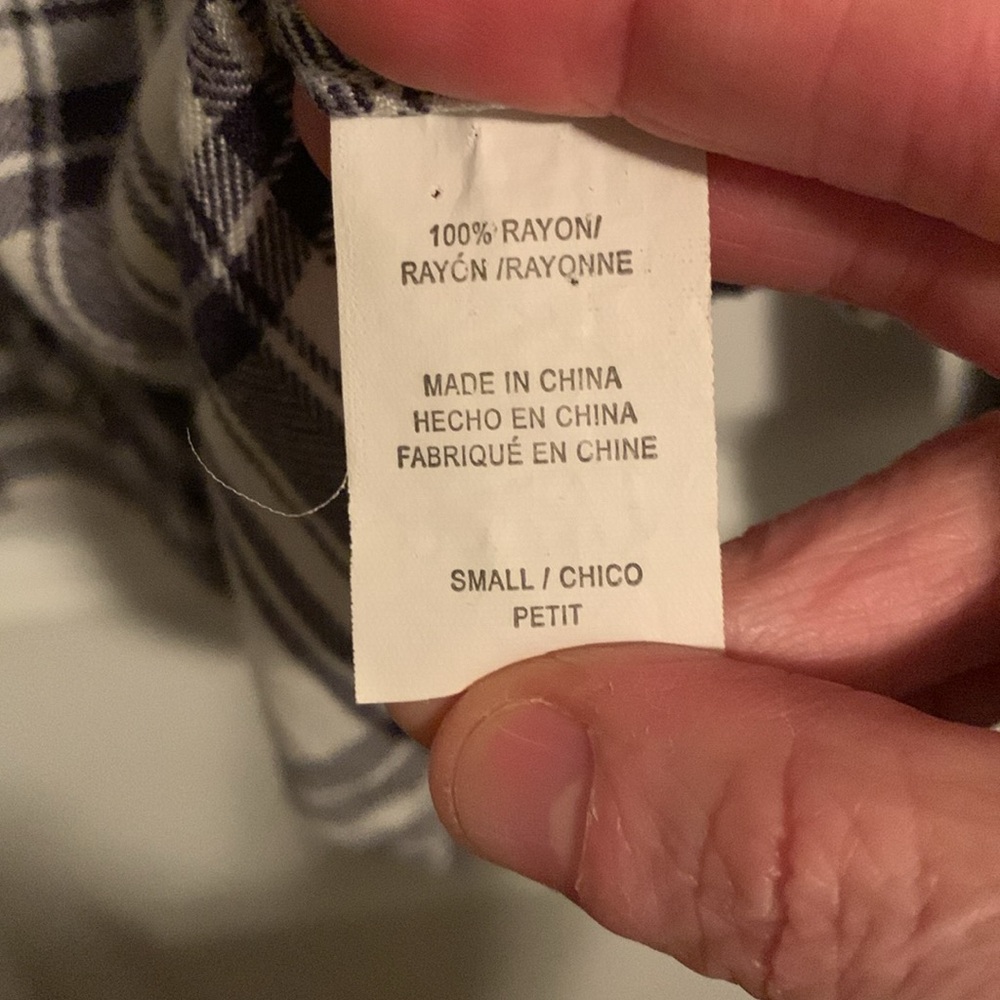 100% RAYON/
RAYÓN /RAYONNE
MADE IN CHINA
HECHO EN CHINA
FABRIQUÉ EN CHINE
SMALL / CHICO
PETIT